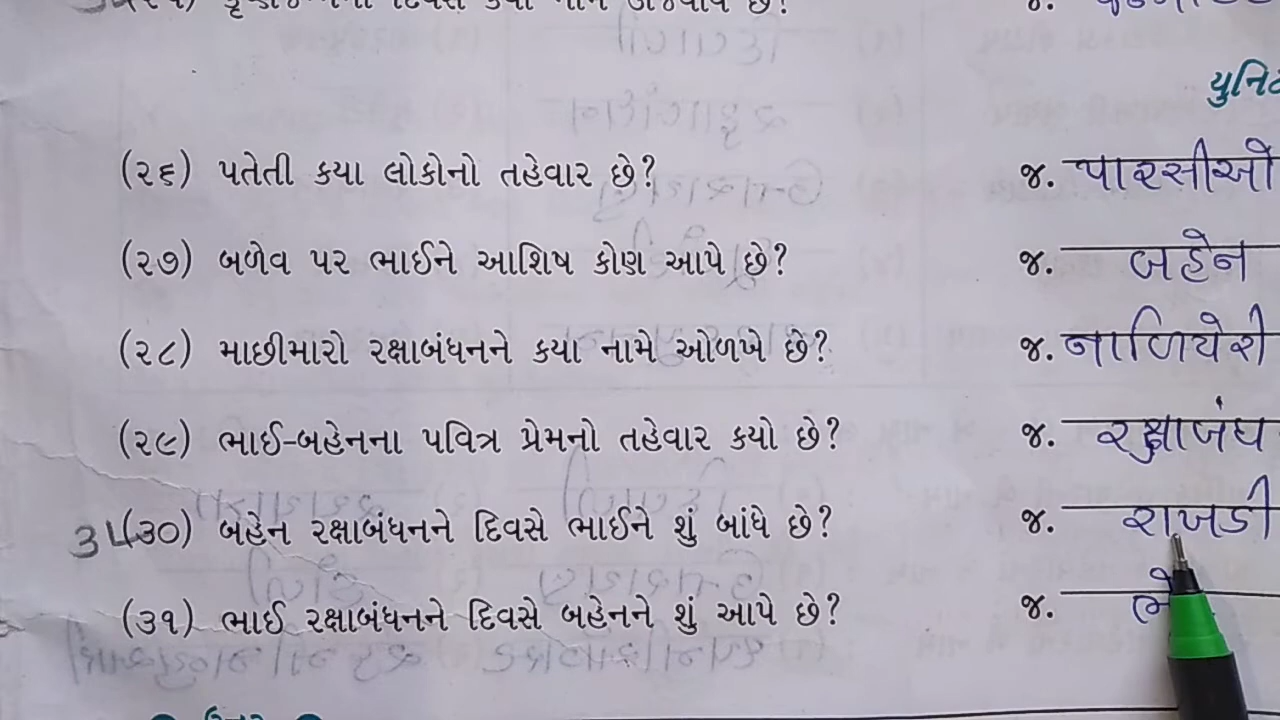 યુનિટ
(૨૬) પતેતી કયા લોકોનો તહેવાર છે? જ. પારસીઓ
(૨૭) બળેવ પર ભાઈને આશિષ કોણ આપે છે? જ. બહેન
(૨૮) માછીમારો રક્ષાબંધનને કયા નામે ઓળખે છે? જ. નાળિયેરી
(૨૯) ભાઈ-બહેનના પવિત્ર પ્રેમનો તહેવાર કયો છે? જ. રક્ષાબંધ
(૩૦) બહેન રક્ષાબંધનને દિવસે ભાઈને શું બાંધે છે? જ. રાખડી
(૩૧) ભાઈ રક્ષાબંધનને દિવસે બહેનને શું આપે છે? જ.